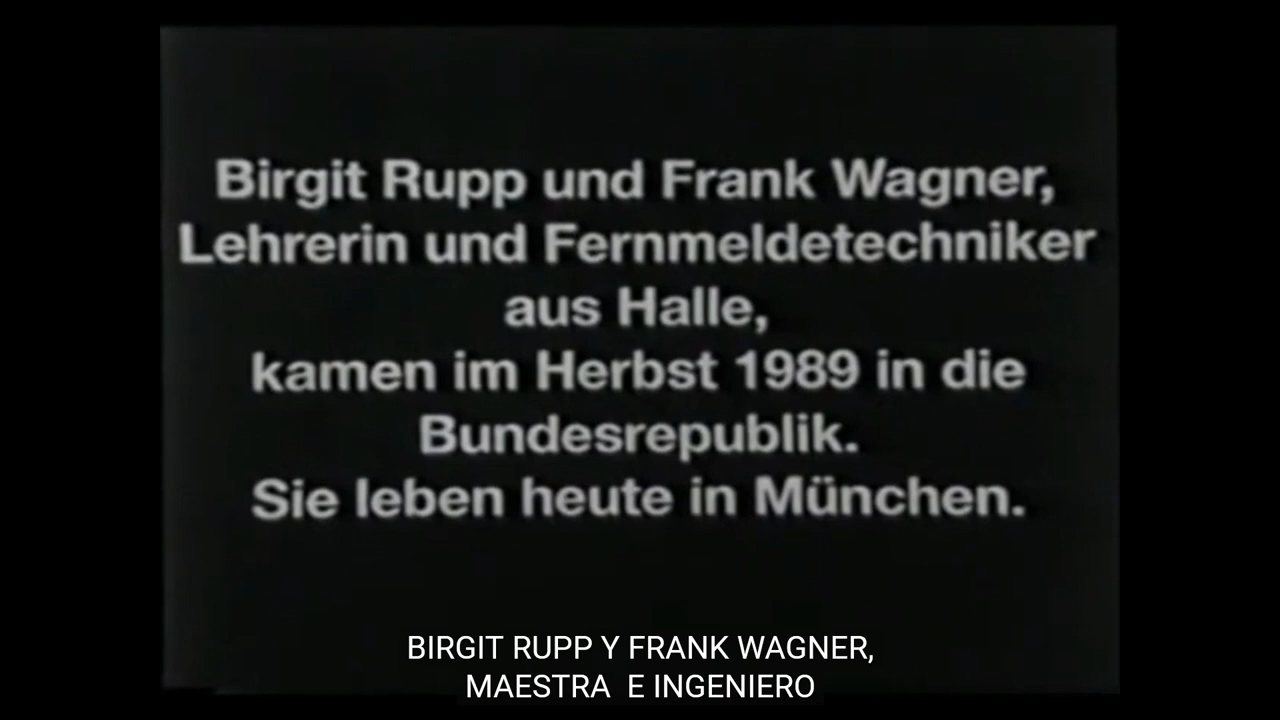 Birgit Rupp und Frank Wagner,
Lehrerin und Fernmeldetechniker
aus Halle,
kamen im Herbst 1989 in die
Bundesrepublik.
Sie leben heute in München.
BIRGIT RUPP Y FRANK WAGNER,
MAESTRA  E INGENIERO